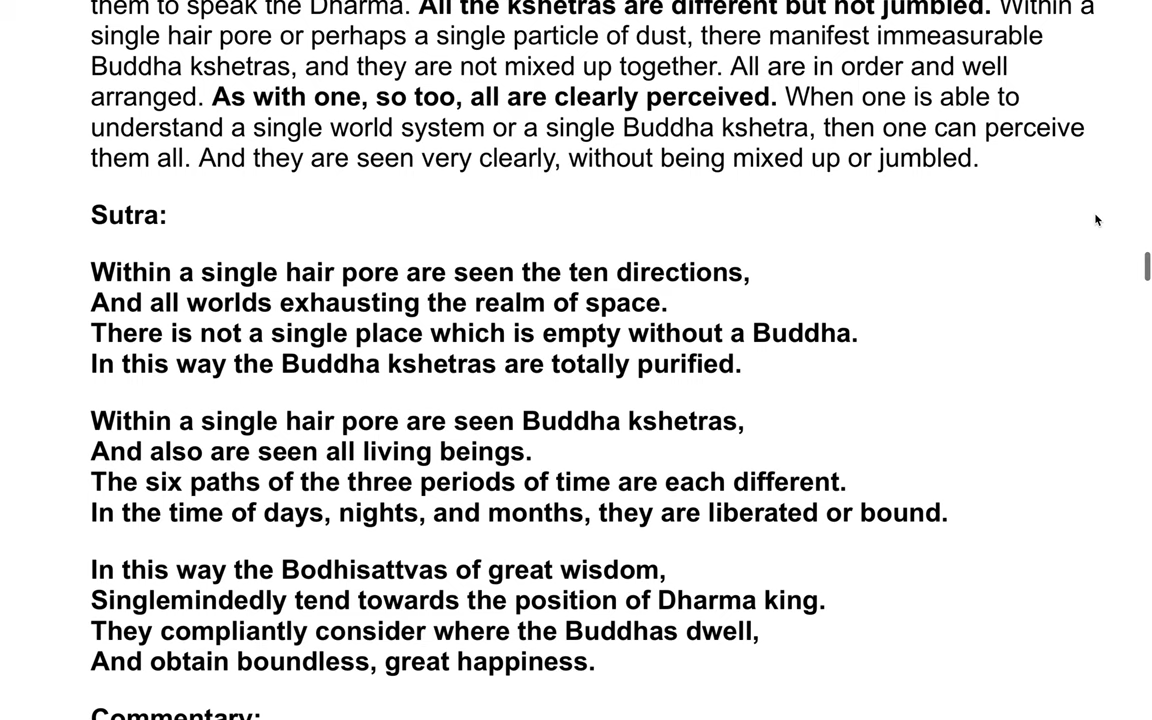 them to speak the Dharma. All the kshetras are different but not jumbled. Within a
single hair pore or perhaps a single particle of dust, there manifest immeasurable
Buddha kshetras, and they are not mixed up together. All are in order and well
arranged. As with one, so too, all are clearly perceived. When one is able to
understand a single world system or a single Buddha kshetra, then one can perceive
them all. And they are seen very clearly, without being mixed up or jumbled.
Sutra:
Within a single hair pore are seen the ten directions,
And all worlds exhausting the realm of space.
There is not a single place which is empty without a Buddha.
In this way the Buddha kshetras are totally purified.
Within a single hair pore are seen Buddha kshetras,
And also are seen all living beings.
The six paths of the three periods of time are each different.
In the time of days, nights, and months, they are liberated or bound.
In this way the Bodhisattvas of great wisdom,
Singlemindedly tend towards the position of Dharma king.
They compliantly consider where the Buddhas dwell,
And obtain boundless, great happiness.
Commentary: